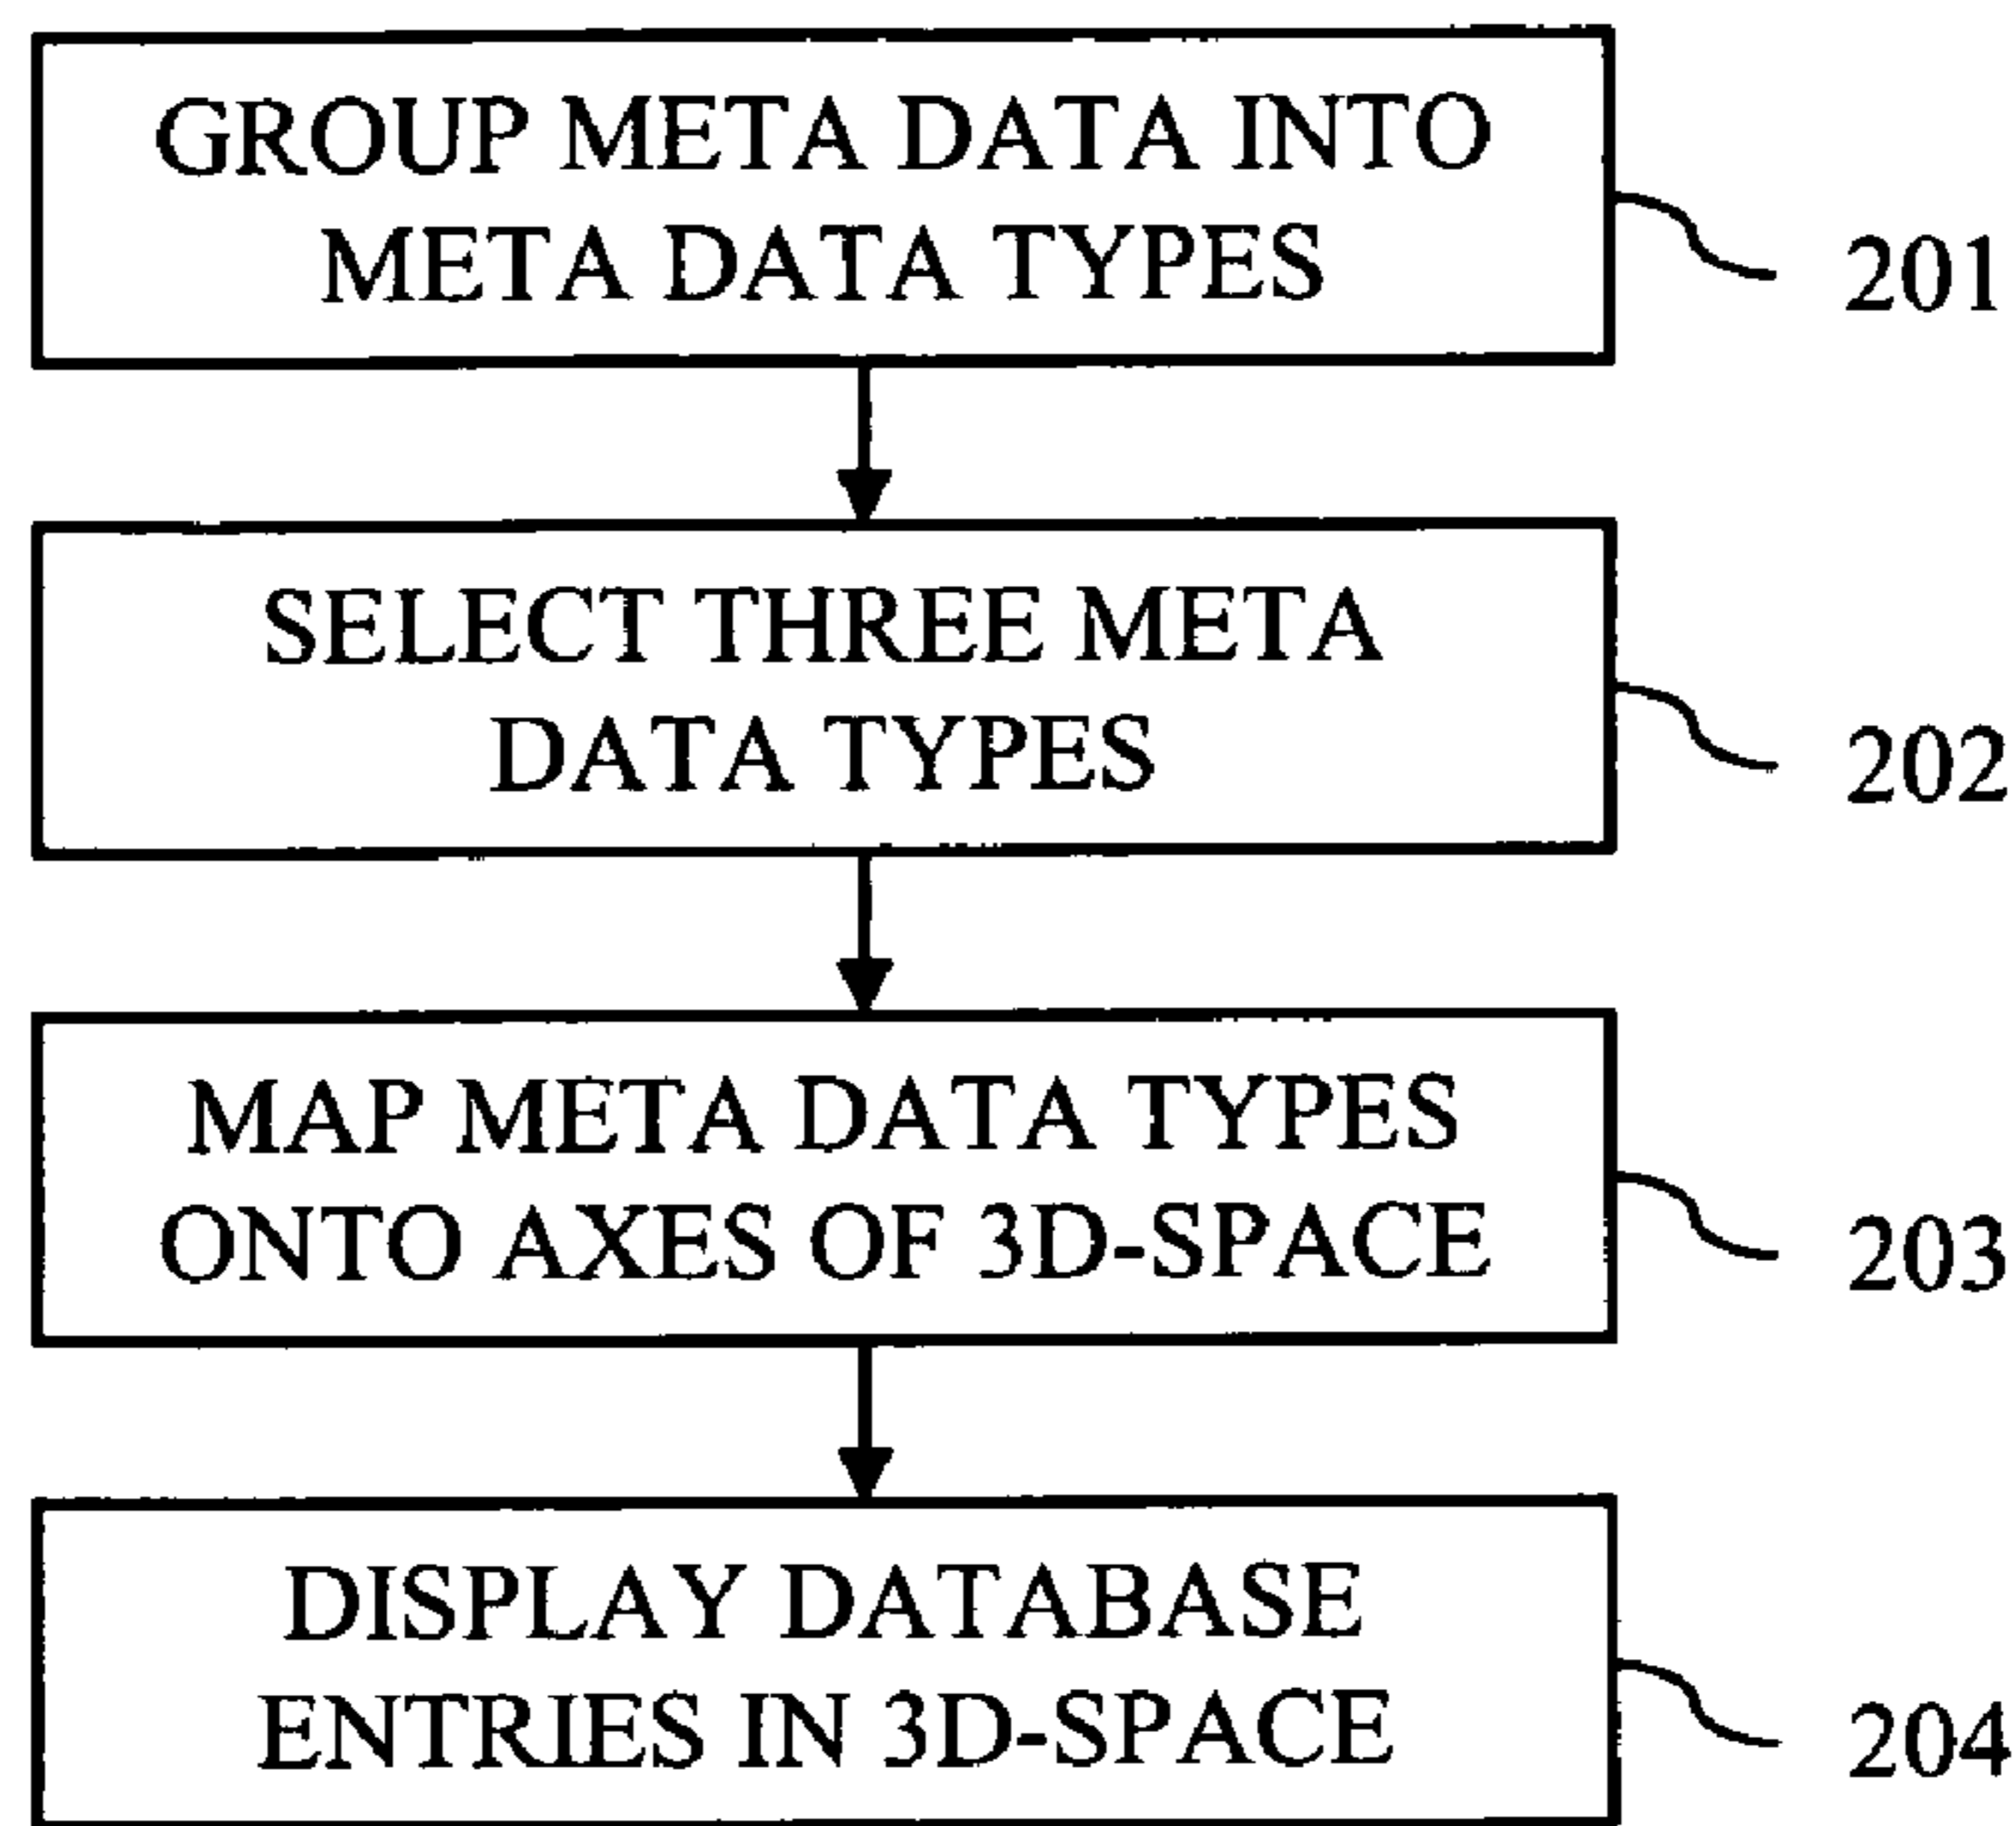 GROUP META DATA INTO
META DATA TYPES
201
SELECT THREE META
DATA TYPES
202
MAP META DATA TYPES
ONTO AXES OF 3D-SPACE
203
DISPLAY DATABASE
ENTRIES IN 3D-SPACE
204